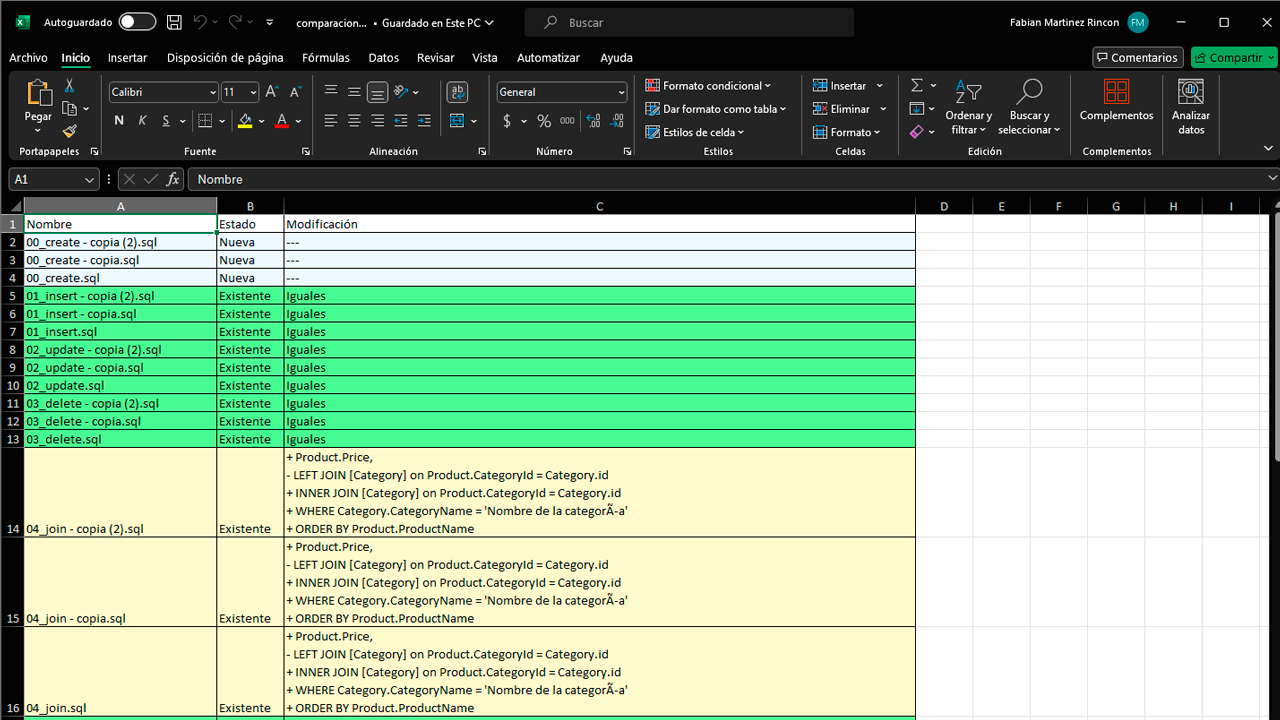 Autoguardado
comparacion... • Guardado en Este PC
Buscar
Fabian Martinez Rincon
FM
Archivo Inicio Insertar Disposición de página Fórmulas Datos Revisar Vista Automatizar Ayuda
Comentarios
Compartir
Pegar
Portapapeles
Calibri 11
N K S
Fuente
Alineación
General
$ % 000
Número
Formato condicional
Dar formato como tabla
Estilos de celda
Estilos
Insertar
Eliminar
Formato
Celdas
Ordenar y filtrar
Buscar y seleccionar
Edición
Complementos
Complementos
Analizar datos
A1 fx Nombre
A B C D E F G H I
1 Nombre Estado Modificación
2 00_create - copia (2).sql Nueva ---
3 00_create - copia.sql Nueva ---
4 00_create.sql Nueva ---
5 01_insert - copia (2).sql Existente Iguales
6 01_insert - copia.sql Existente Iguales
7 01_insert.sql Existente Iguales
8 02_update - copia (2).sql Existente Iguales
9 02_update - copia.sql Existente Iguales
10 02_update.sql Existente Iguales
11 03_delete - copia (2).sql Existente Iguales
12 03_delete - copia.sql Existente Iguales
13 03_delete.sql Existente Iguales
+ Product.Price,
- LEFT JOIN [Category] on Product.CategoryId = Category.id
+ INNER JOIN [Category] on Product.CategoryId = Category.id
+ WHERE Category.CategoryName = 'Nombre de la categorÃ-a'
14 04_join - copia (2).sql Existente + ORDER BY Product.ProductName
+ Product.Price,
- LEFT JOIN [Category] on Product.CategoryId = Category.id
+ INNER JOIN [Category] on Product.CategoryId = Category.id
+ WHERE Category.CategoryName = 'Nombre de la categorÃ-a'
15 04_join - copia.sql Existente + ORDER BY Product.ProductName
+ Product.Price,
- LEFT JOIN [Category] on Product.CategoryId = Category.id
+ INNER JOIN [Category] on Product.CategoryId = Category.id
+ WHERE Category.CategoryName = 'Nombre de la categorÃ-a'
16 04_join.sql Existente + ORDER BY Product.ProductName